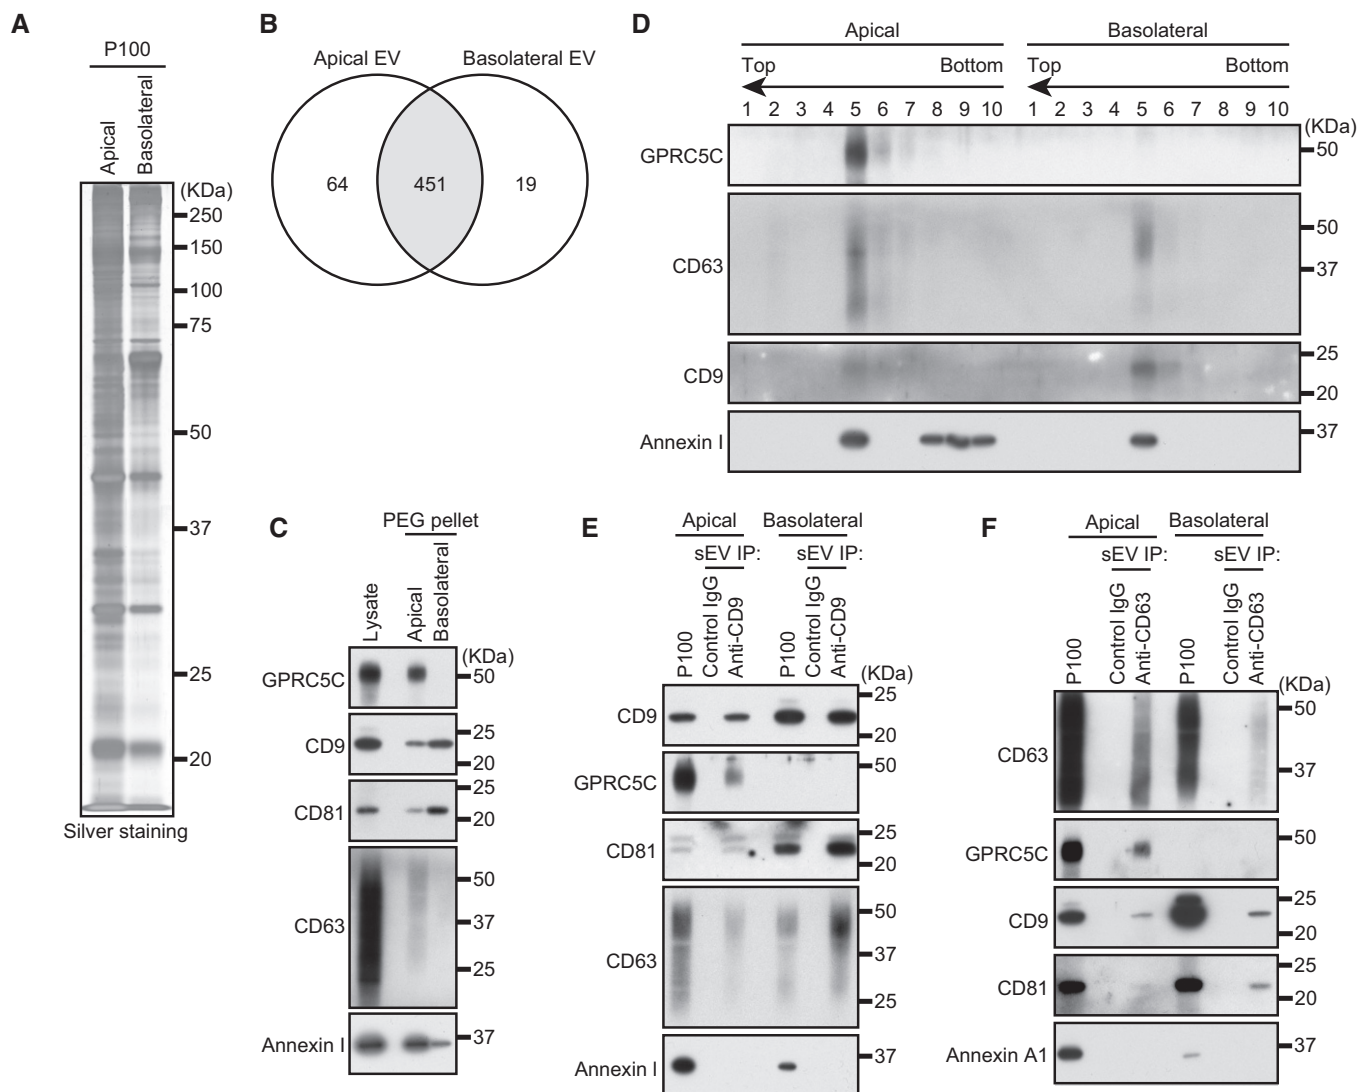 A
P100
Apical
Basolateral
(KDa)
250
150
100
75
50
37
25
20
Silver staining
B
Apical EV
Basolateral EV
64
451
19
C
PEG pellet
Lysate
Apical
Basolateral
(KDa)
GPRC5C
50
CD9
25
20
CD81
25
20
CD63
50
37
25
Annexin I
37
D
Apical
Basolateral
Top
Bottom
Top
Bottom
1 2 3 4 5 6 7 8 9 10 1 2 3 4 5 6 7 8 9 10
(KDa)
GPRC5C
50
CD63
50
37
CD9
25
20
Annexin I
37
E
Apical
Basolateral
sEV IP:
sEV IP:
P100
Control IgG
Anti-CD9
P100
Control IgG
Anti-CD9
(KDa)
CD9
25
20
GPRC5C
50
CD81
25
20
CD63
50
37
25
Annexin I
37
F
Apical
Basolateral
sEV IP:
sEV IP:
P100
Control IgG
Anti-CD63
P100
Control IgG
Anti-CD63
(KDa)
CD63
50
37
GPRC5C
50
CD9
25
20
CD81
25
20
Annexin A1
37